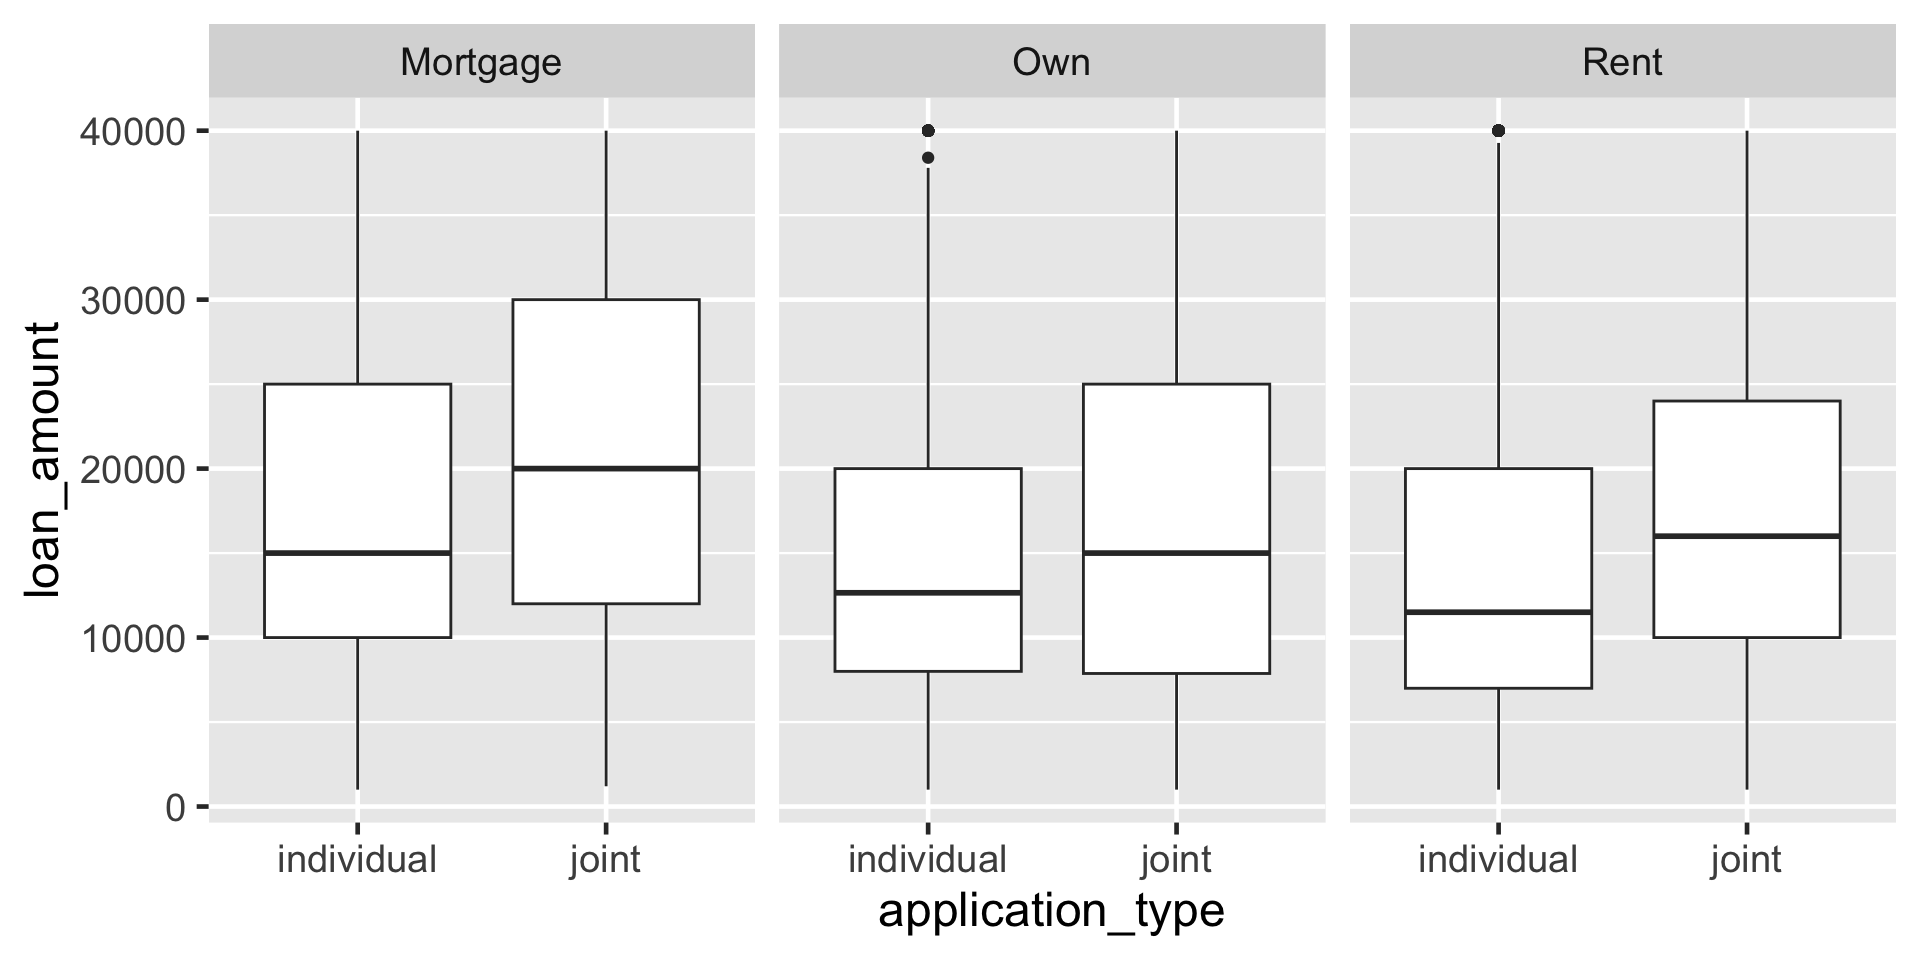 Mortgage Own Rent
40000
30000
20000
10000
0
loan_amount
individual joint individual joint individual joint
application_type